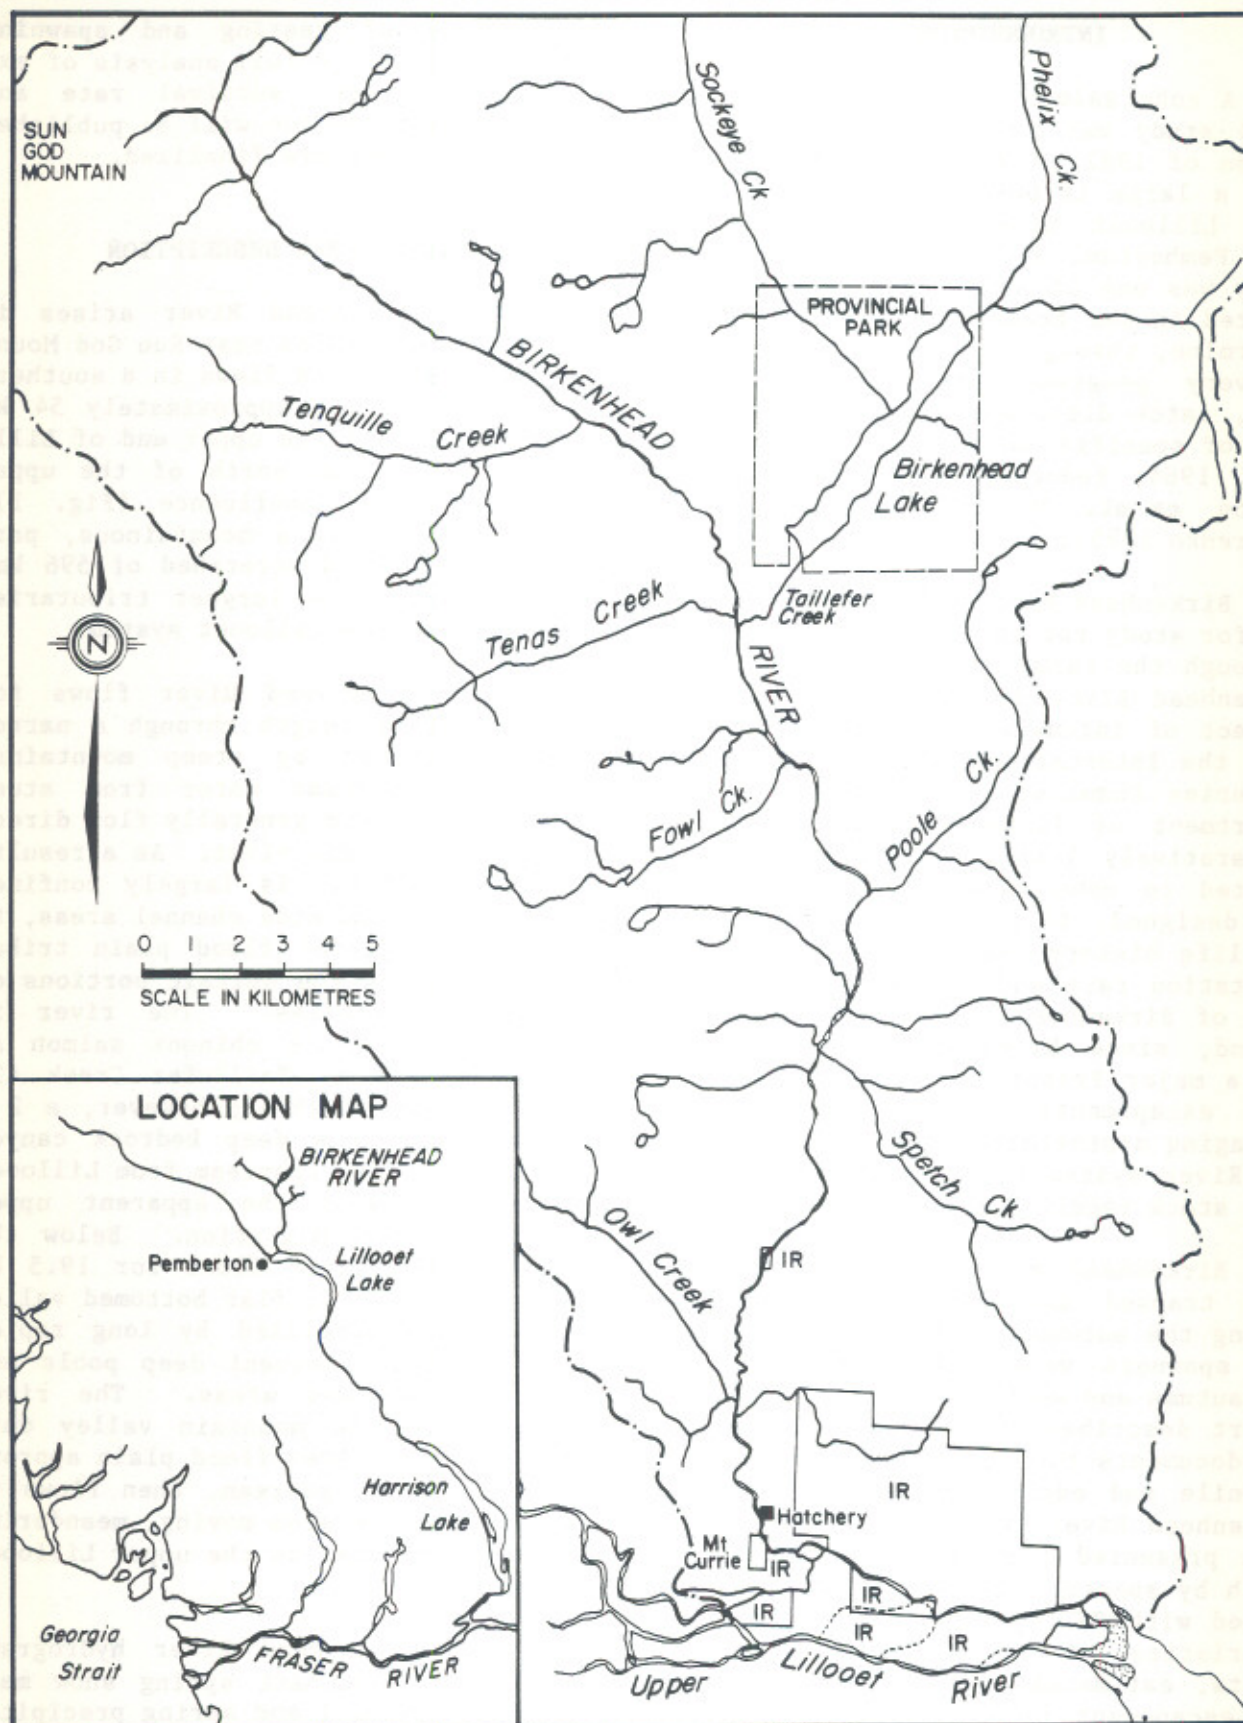 SUN
GOD
MOUNTAIN
Sockeye Ck
Phelix Ck.
PROVINCIAL
PARK
BIRKENHEAD
RIVER
Tenquille Creek
Birkenhead
Lake
Taillefer
Creek
Tenas Creek
N
Fowl Ck.
Poole Ck.
0 1 2 3 4 5
SCALE IN KILOMETRES
Spetch Ck
Owl Creek
IR
IR
Hatchery
Mt
Currie
IR
IR
IR
IR
IR
Upper Lillooet River
LOCATION MAP
BIRKENHEAD
RIVER
Pemberton
Lillooet
Lake
Harrison
Lake
Georgia
Strait
FRASER RIVER